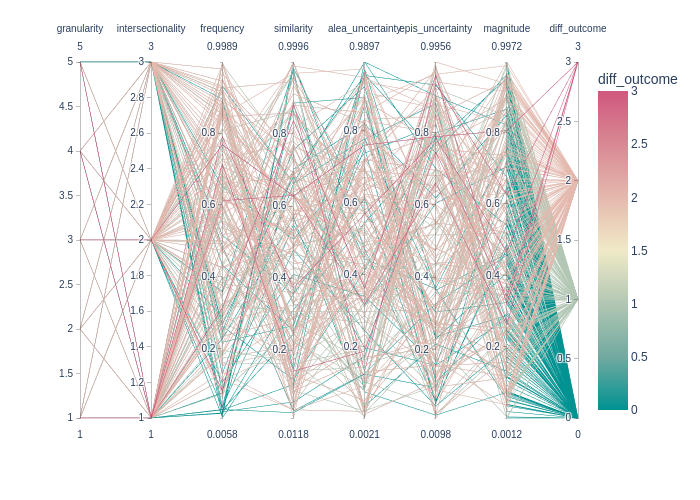 granularity intersectionality frequency similarity alea_uncertainty epis_uncertainty magnitude diff_outcome
5 3 0.9989 0.9996 0.9897 0.9956 0.9972 3
diff_outcome
5 3 3 3
2.8
4.5 2.6 2.5 2.5
0.8 0.8 0.8 0.8 0.8
4 2.4
3.5 2.2 2 2
0.6 0.6 0.6 0.6 0.6
3 2 1.5 1.5
2.5 1.8
0.4 0.4 0.4 0.4 0.4
2 1.6 1 1
1.4
0.2 0.2 0.2 0.2 0.2
1.5 1.2 0.5 0.5
1 1 0 0
1 1 0.0058 0.0118 0.0021 0.0098 0.0012 0